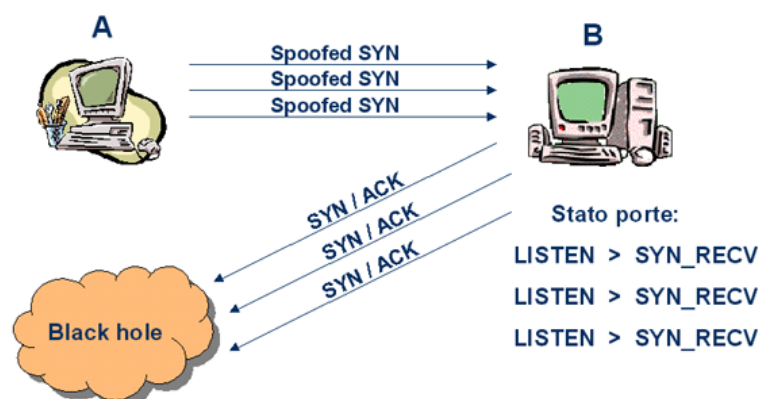 A
B
Spoofed SYN
Spoofed SYN
Spoofed SYN
SYN / ACK
SYN / ACK
SYN / ACK
Stato porte:
LISTEN > SYN_RECV
LISTEN > SYN_RECV
LISTEN > SYN_RECV
Black hole